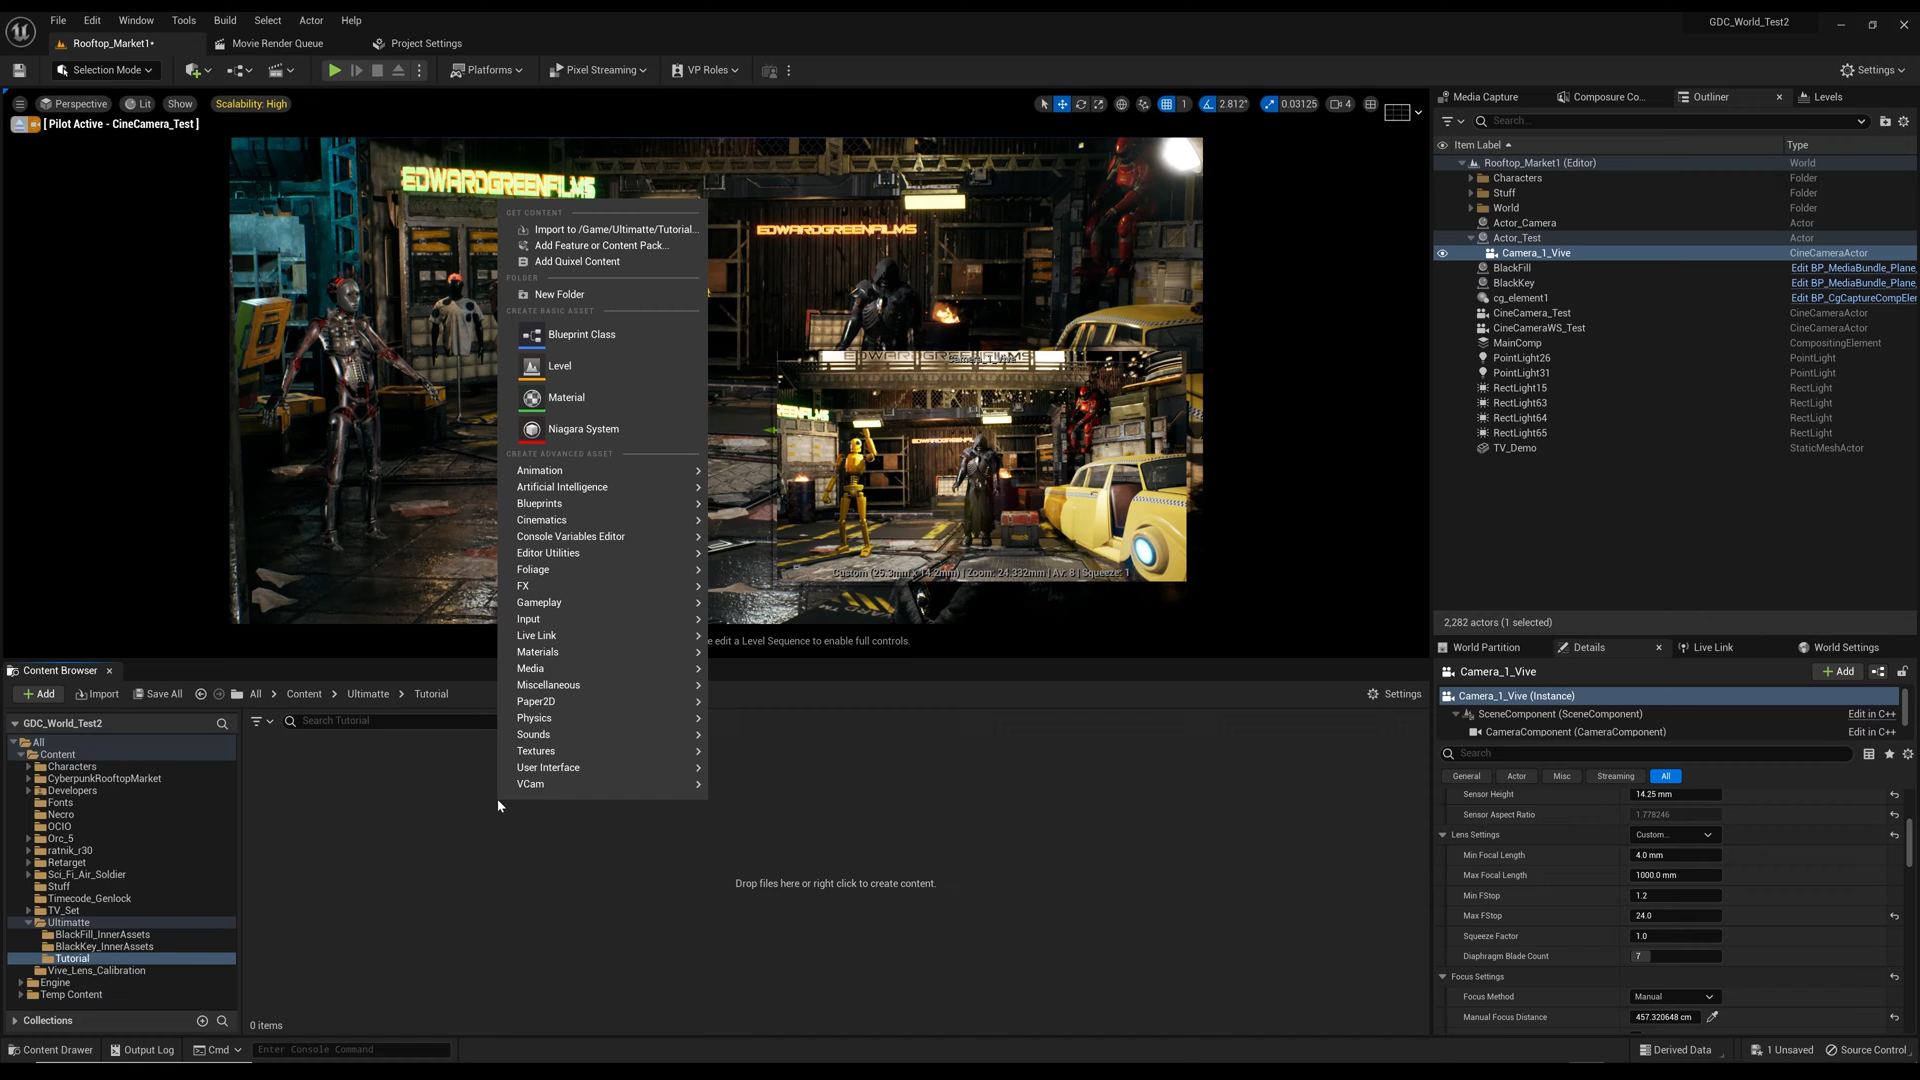 File Edit Window Tools Build Select Actor Help
GDC_World_Test2
Rooftop_Market1* Movie Render Queue Project Settings
Selection Mode Platforms Pixel Streaming VP Roles Settings
Perspective Lit Show Scalability: High 1 2.812° 0.03125 4
[ Pilot Active - CineCamera_Test ]
EDWARDGREENFILMS
EDWARDGREENFILMS
GET CONTENT
Import to /Game/Ultimatte/Tutorial...
Add Feature or Content Pack...
Add Quixel Content
FOLDER
New Folder
CREATE BASIC ASSET
Blueprint Class
Level
Material
Niagara System
CREATE ADVANCED ASSET
Animation
Artificial Intelligence
Blueprints
Cinematics
Console Variables Editor
Editor Utilities
Foliage
FX
Gameplay
Input
Live Link
Materials
Media
Miscellaneous
Paper2D
Physics
Sounds
Textures
User Interface
VCam
EDWARDGREENFILMS
Camera_1_Vive
Custom (25.3mm x 14.2mm) | Zoom: 24.332mm | Av: 8 | Squeeze: 1
e edit a Level Sequence to enable full controls.
Media Capture Composure Co... Outliner Levels
Search...
Item Label Type
Rooftop_Market1 (Editor) World
Characters Folder
Stuff Folder
World Folder
Actor_Camera Actor
Actor_Test Actor
Camera_1_Vive CineCameraActor
BlackFill Edit BP_MediaBundle_Plane_
BlackKey Edit BP_MediaBundle_Plane_
cg_element1 Edit BP_CgCaptureCompElem
CineCamera_Test CineCameraActor
CineCameraWS_Test CineCameraActor
MainComp CompositingElement
PointLight26 PointLight
PointLight31 PointLight
RectLight15 RectLight
RectLight63 RectLight
RectLight64 RectLight
RectLight65 RectLight
TV_Demo StaticMeshActor
2,282 actors (1 selected)
World Partition Details Live Link World Settings
Camera_1_Vive Add
Camera_1_Vive (Instance)
SceneComponent (SceneComponent) Edit in C++
CameraComponent (CameraComponent) Edit in C++
Search
General Actor Misc Streaming All
Sensor Height 14.25 mm
Sensor Aspect Ratio 1.778246
Lens Settings Custom...
Min Focal Length 4.0 mm
Max Focal Length 1000.0 mm
Min FStop 1.2
Max FStop 24.0
Squeeze Factor 1.0
Diaphragm Blade Count 7
Focus Settings
Focus Method Manual
Manual Focus Distance 457.320648 cm
Content Browser
Add Import Save All All Content Ultimatte Tutorial Settings
GDC_World_Test2
Search Tutorial
All
Content
Characters
CyberpunkRooftopMarket
Developers
Fonts
Necro
OCIO
Orc_5
ratnik_r30
Retarget
Sci_Fi_Air_Soldier
Stuff
Timecode_Genlock
TV_Set
Ultimatte
BlackFill_InnerAssets
BlackKey_InnerAssets
Tutorial
Vive_Lens_Calibration
Engine
Temp Content
Collections
Drop files here or right click to create content.
0 items
Content Drawer Output Log Cmd Enter Console Command Derived Data 1 Unsaved Source Control